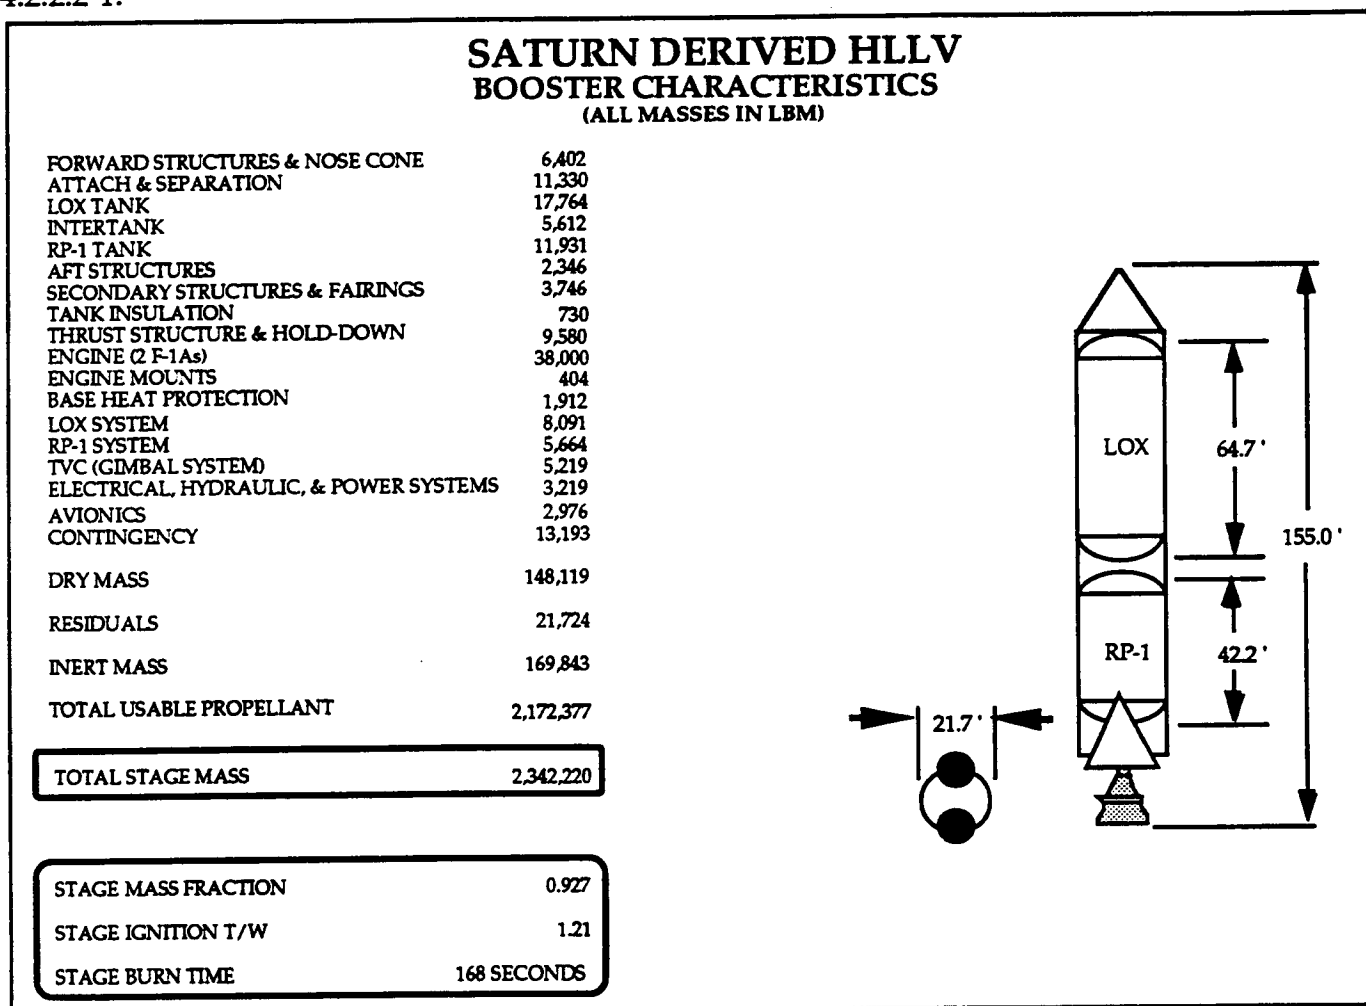 SATURN DERIVED HLLV
BOOSTER CHARACTERISTICS
(ALL MASSES IN LBM)
FORWARD STRUCTURES & NOSE CONE 6,402
ATTACH & SEPARATION 11,330
LOX TANK 17,764
INTERTANK 5,612
RP-1 TANK 11,931
AFT STRUCTURES 2,346
SECONDARY STRUCTURES & FAIRINGS 3,746
TANK INSULATION 730
THRUST STRUCTURE & HOLD-DOWN 9,580
ENGINE (2 F-1As) 38,000
ENGINE MOUNTS 404
BASE HEAT PROTECTION 1,912
LOX SYSTEM 8,091
RP-1 SYSTEM 5,664
TVC (GIMBAL SYSTEM) 5,219
ELECTRICAL, HYDRAULIC, & POWER SYSTEMS 3,219
AVIONICS 2,976
CONTINGENCY 13,193
DRY MASS 148,119
RESIDUALS 21,724
INERT MASS 169,843
TOTAL USABLE PROPELLANT 2,172,377
TOTAL STAGE MASS 2,342,220
STAGE MASS FRACTION 0.927
STAGE IGNITION T/W 1.21
STAGE BURN TIME 168 SECONDS
LOX
64.7 '
155.0 '
RP-1
42.2 '
21.7 '